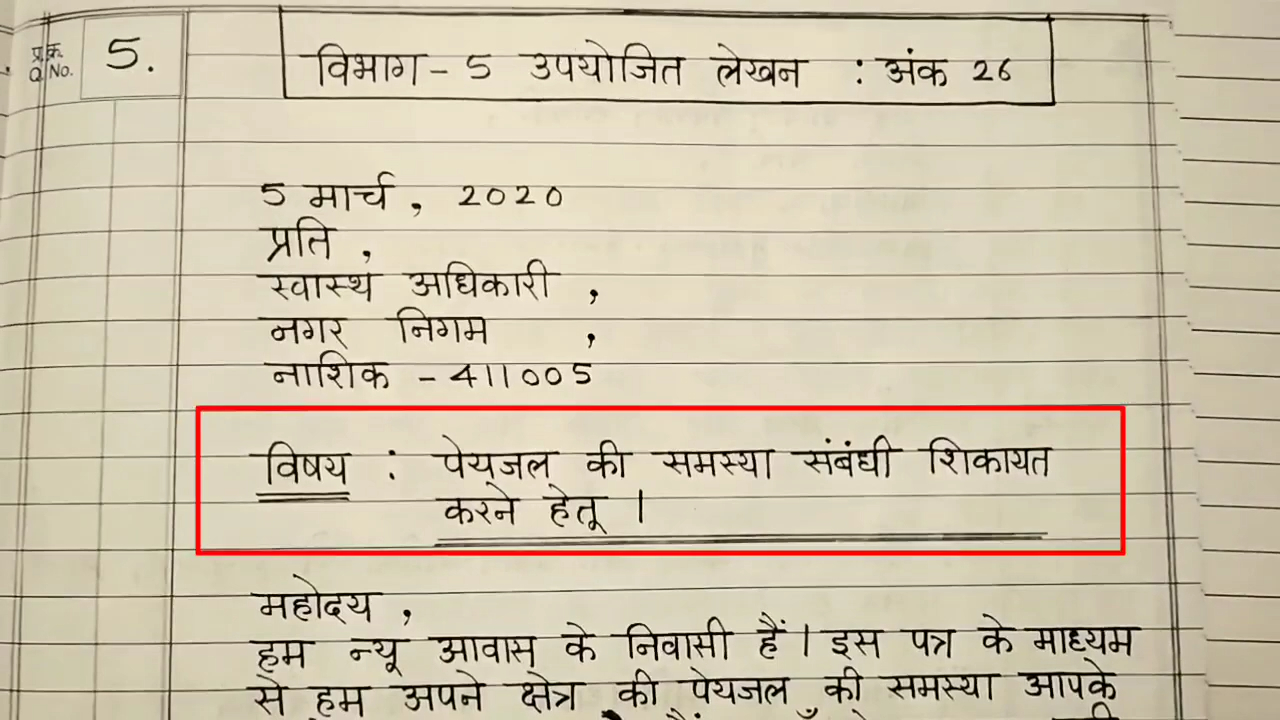 प्र.क्र. 5.
Q.No.
विभाग - 5 उपयोजित लेखन : अंक 26
5 मार्च , 2020
प्रति ,
स्वास्थ अधिकारी ,
नगर निगम ,
नाशिक - 411005
विषय : पेयजल की समस्या संबंधी शिकायत
करने हेतू ।
महोदय ,
हम न्यू आवास के निवासी हैं । इस पत्र के माध्यम
से हम अपने क्षेत्र की पेयजल की समस्या आपके